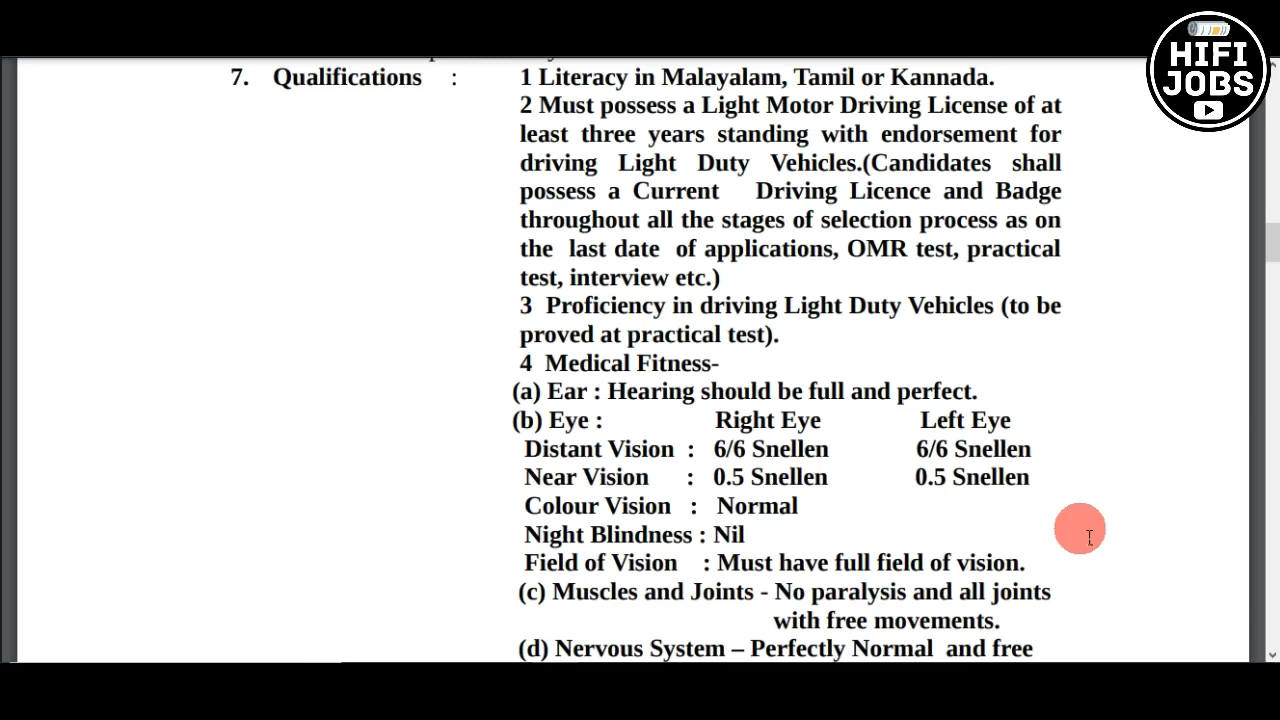 HIFI
JOBS
7. Qualifications : 1 Literacy in Malayalam, Tamil or Kannada.
2 Must possess a Light Motor Driving License of at
least three years standing with endorsement for
driving Light Duty Vehicles.(Candidates shall
possess a Current Driving Licence and Badge
throughout all the stages of selection process as on
the last date of applications, OMR test, practical
test, interview etc.)
3 Proficiency in driving Light Duty Vehicles (to be
proved at practical test).
4 Medical Fitness-
(a) Ear : Hearing should be full and perfect.
(b) Eye : Right Eye Left Eye
Distant Vision : 6/6 Snellen 6/6 Snellen
Near Vision : 0.5 Snellen 0.5 Snellen
Colour Vision : Normal
Night Blindness : Nil
Field of Vision : Must have full field of vision.
(c) Muscles and Joints - No paralysis and all joints
with free movements.
(d) Nervous System – Perfectly Normal and free